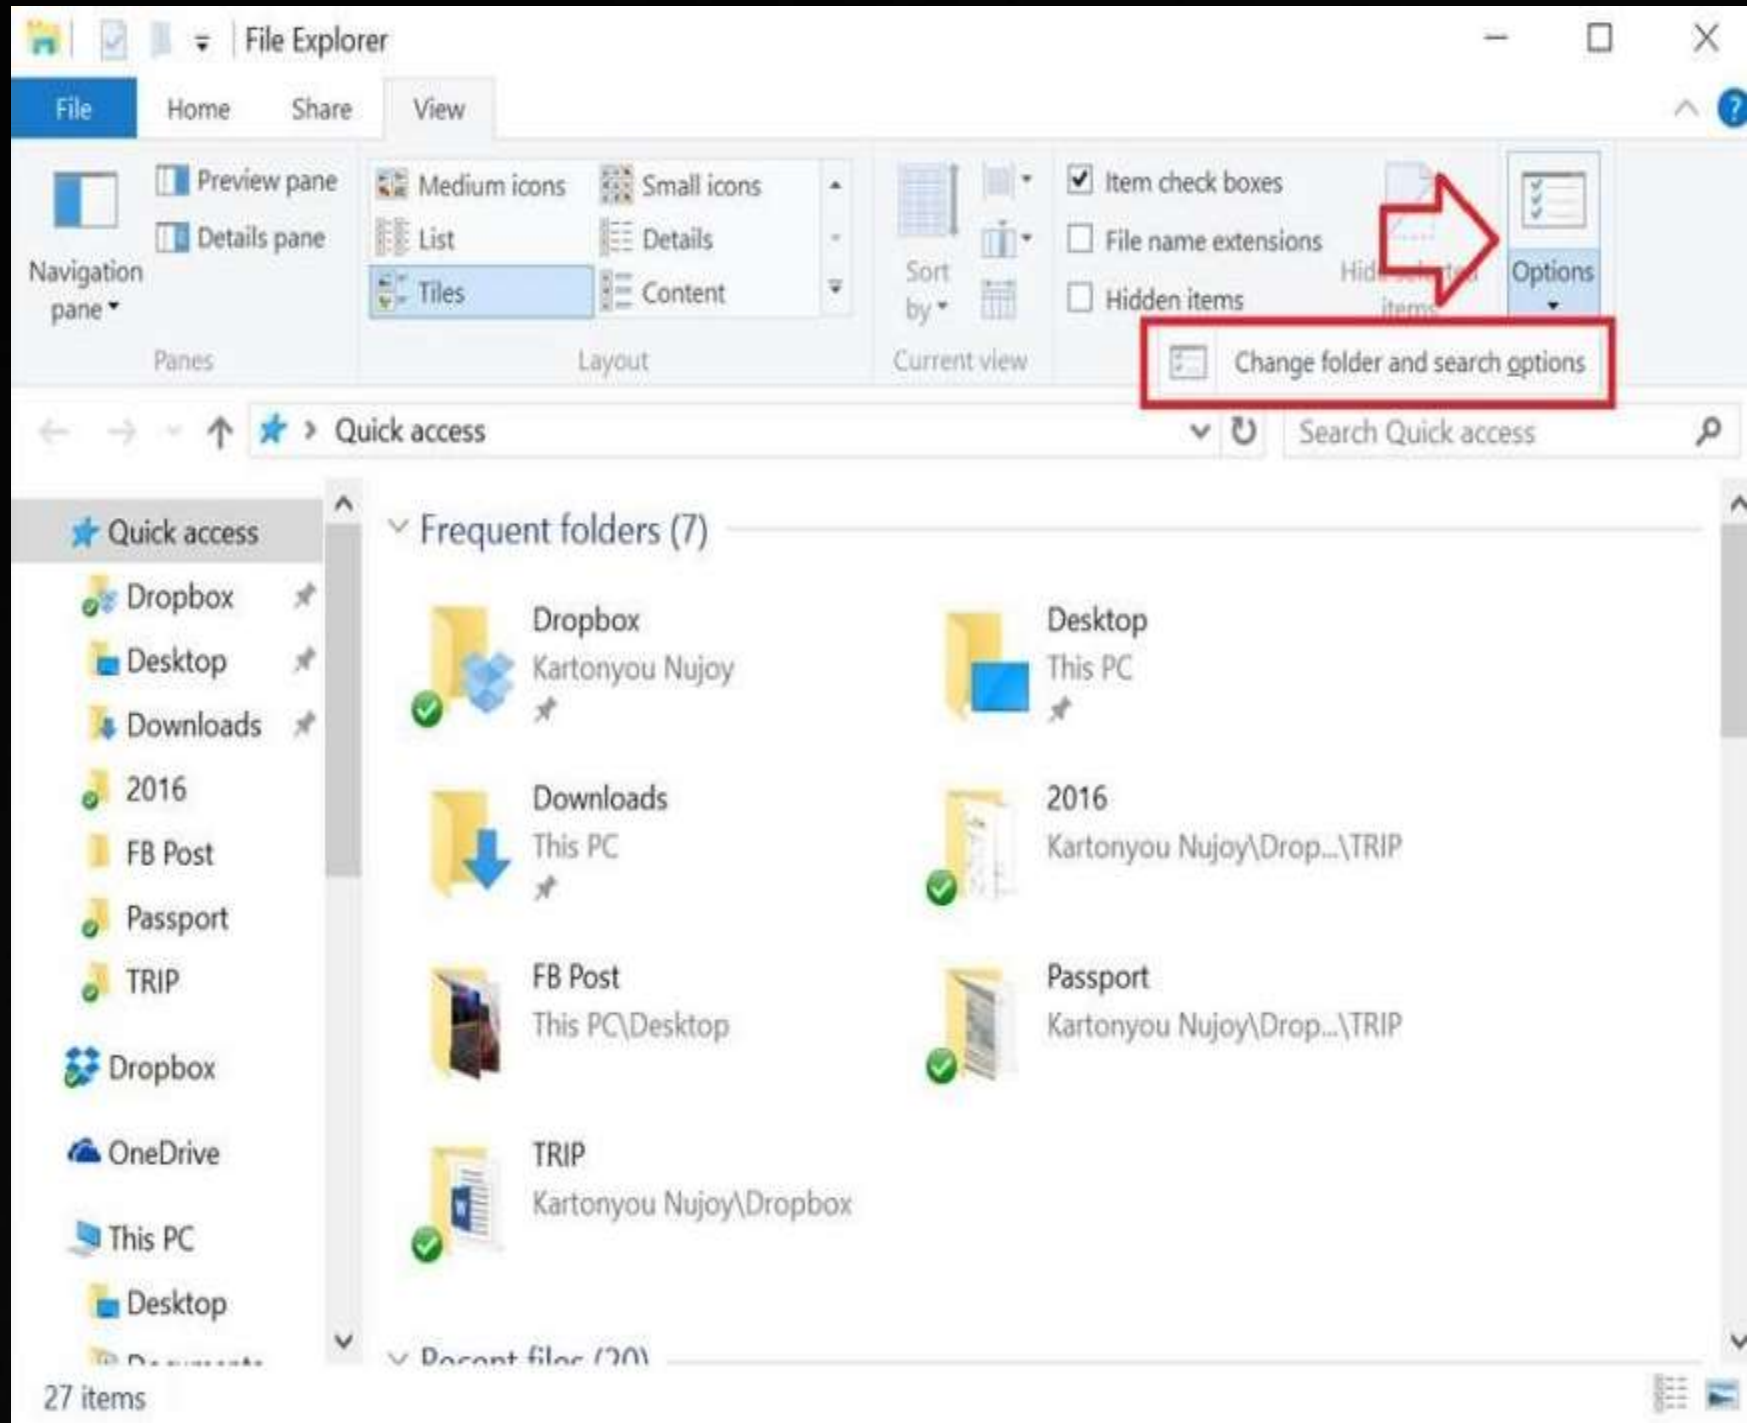 File Explorer
File Home Share View
?
Preview pane
Details pane
Navigation
pane
Panes
Medium icons Small icons
List Details
Tiles Content
Layout
Sort
by
Current view
Item check boxes
File name extensions
Hidden items
items
Options
Change folder and search options
Quick access
Search Quick access
Quick access
Dropbox
Desktop
Downloads
2016
FB Post
Passport
TRIP
Dropbox
OneDrive
This PC
Desktop
Frequent folders (7)
Dropbox
Kartonyou Nujoy
Desktop
This PC
Downloads
This PC
2016
Kartonyou Nujoy\Drop...\TRIP
FB Post
This PC\Desktop
Passport
Kartonyou Nujoy\Drop...\TRIP
TRIP
Kartonyou Nujoy\Dropbox
Recent files (20)
27 items